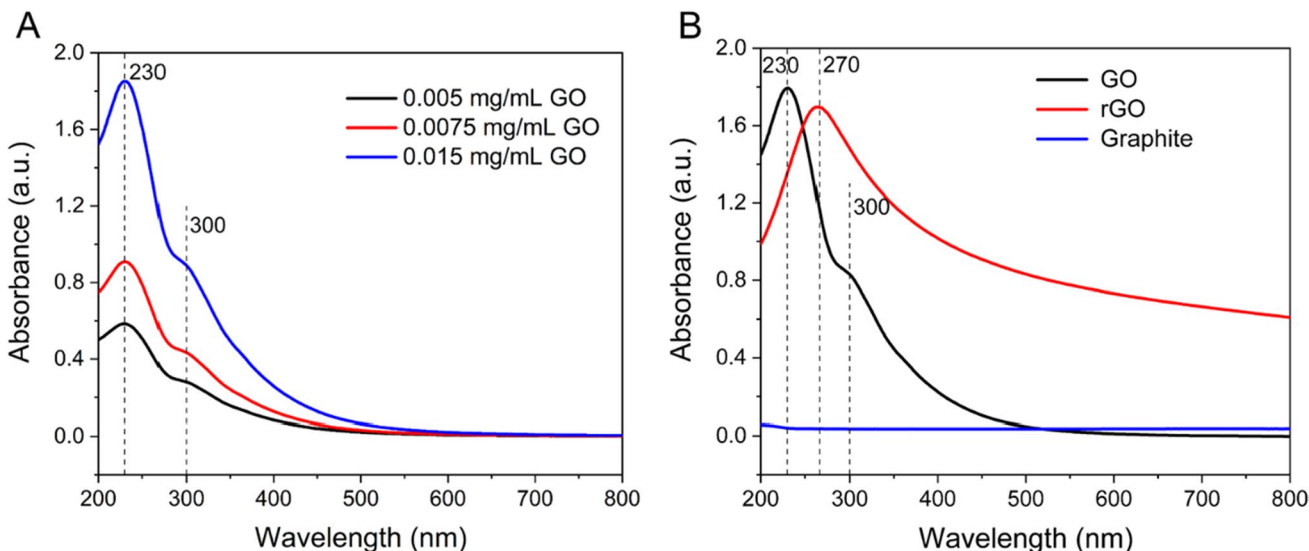 A
2.0
1.6
1.2
0.8
0.4
0.0
Absorbance (a.u.)
230
300
0.005 mg/mL GO
0.0075 mg/mL GO
0.015 mg/mL GO
200 300 400 500 600 700 800
Wavelength (nm)
B
2.0
1.6
1.2
0.8
0.4
0.0
Absorbance (a.u.)
230 270
300
GO
rGO
Graphite
200 300 400 500 600 700 800
Wavelength (nm)